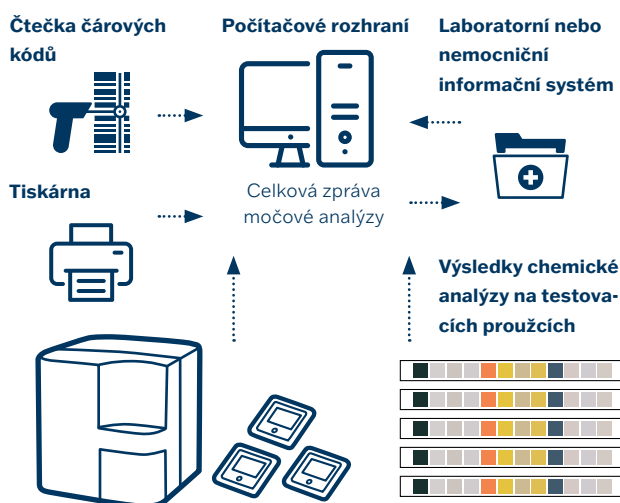 Čtečka čárových
kódů
Počítačové rozhraní
Laboratorní nebo
nemocniční
informační systém
Tiskárna
Celková zpráva
močové analýzy
Výsledky chemické
analýzy na testova-
cích proužcích